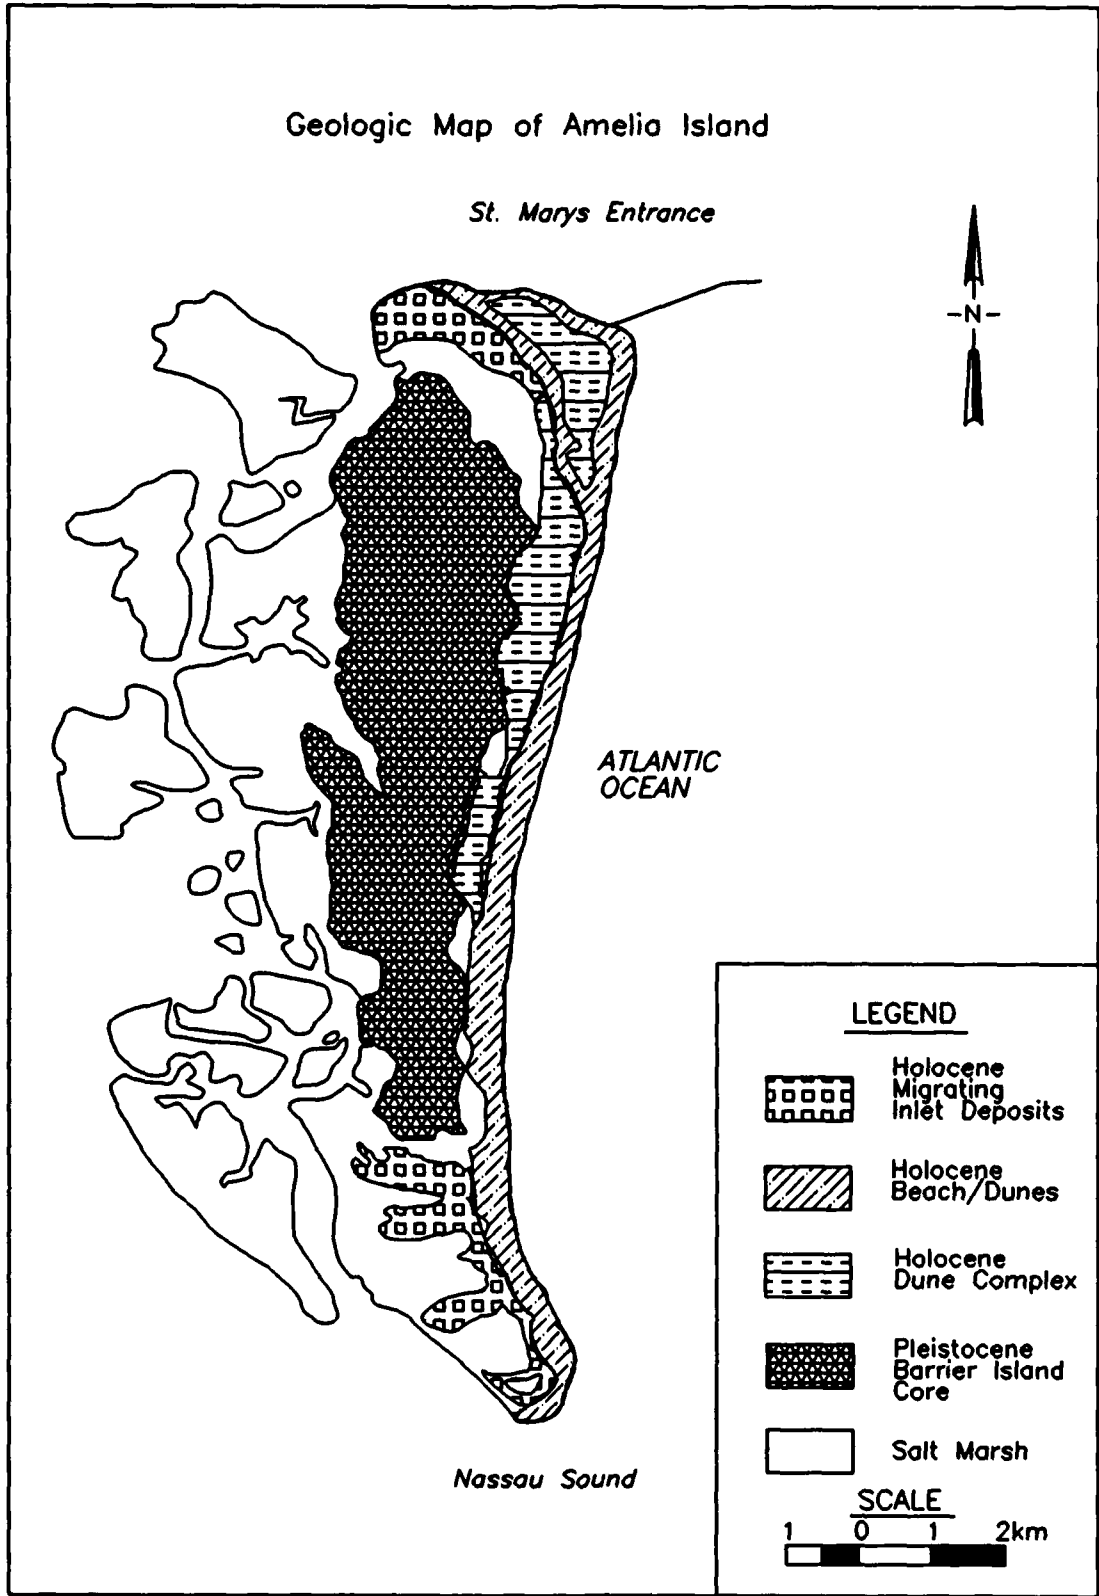 Geologic Map of Amelia Island
St. Marys Entrance
-N-
ATLANTIC
OCEAN
LEGEND
Holocene
Migrating
Inlet Deposits
Holocene
Beach/Dunes
Holocene
Dune Complex
Pleistocene
Barrier Island
Core
Salt Marsh
Nassau Sound
SCALE
1 0 1 2km